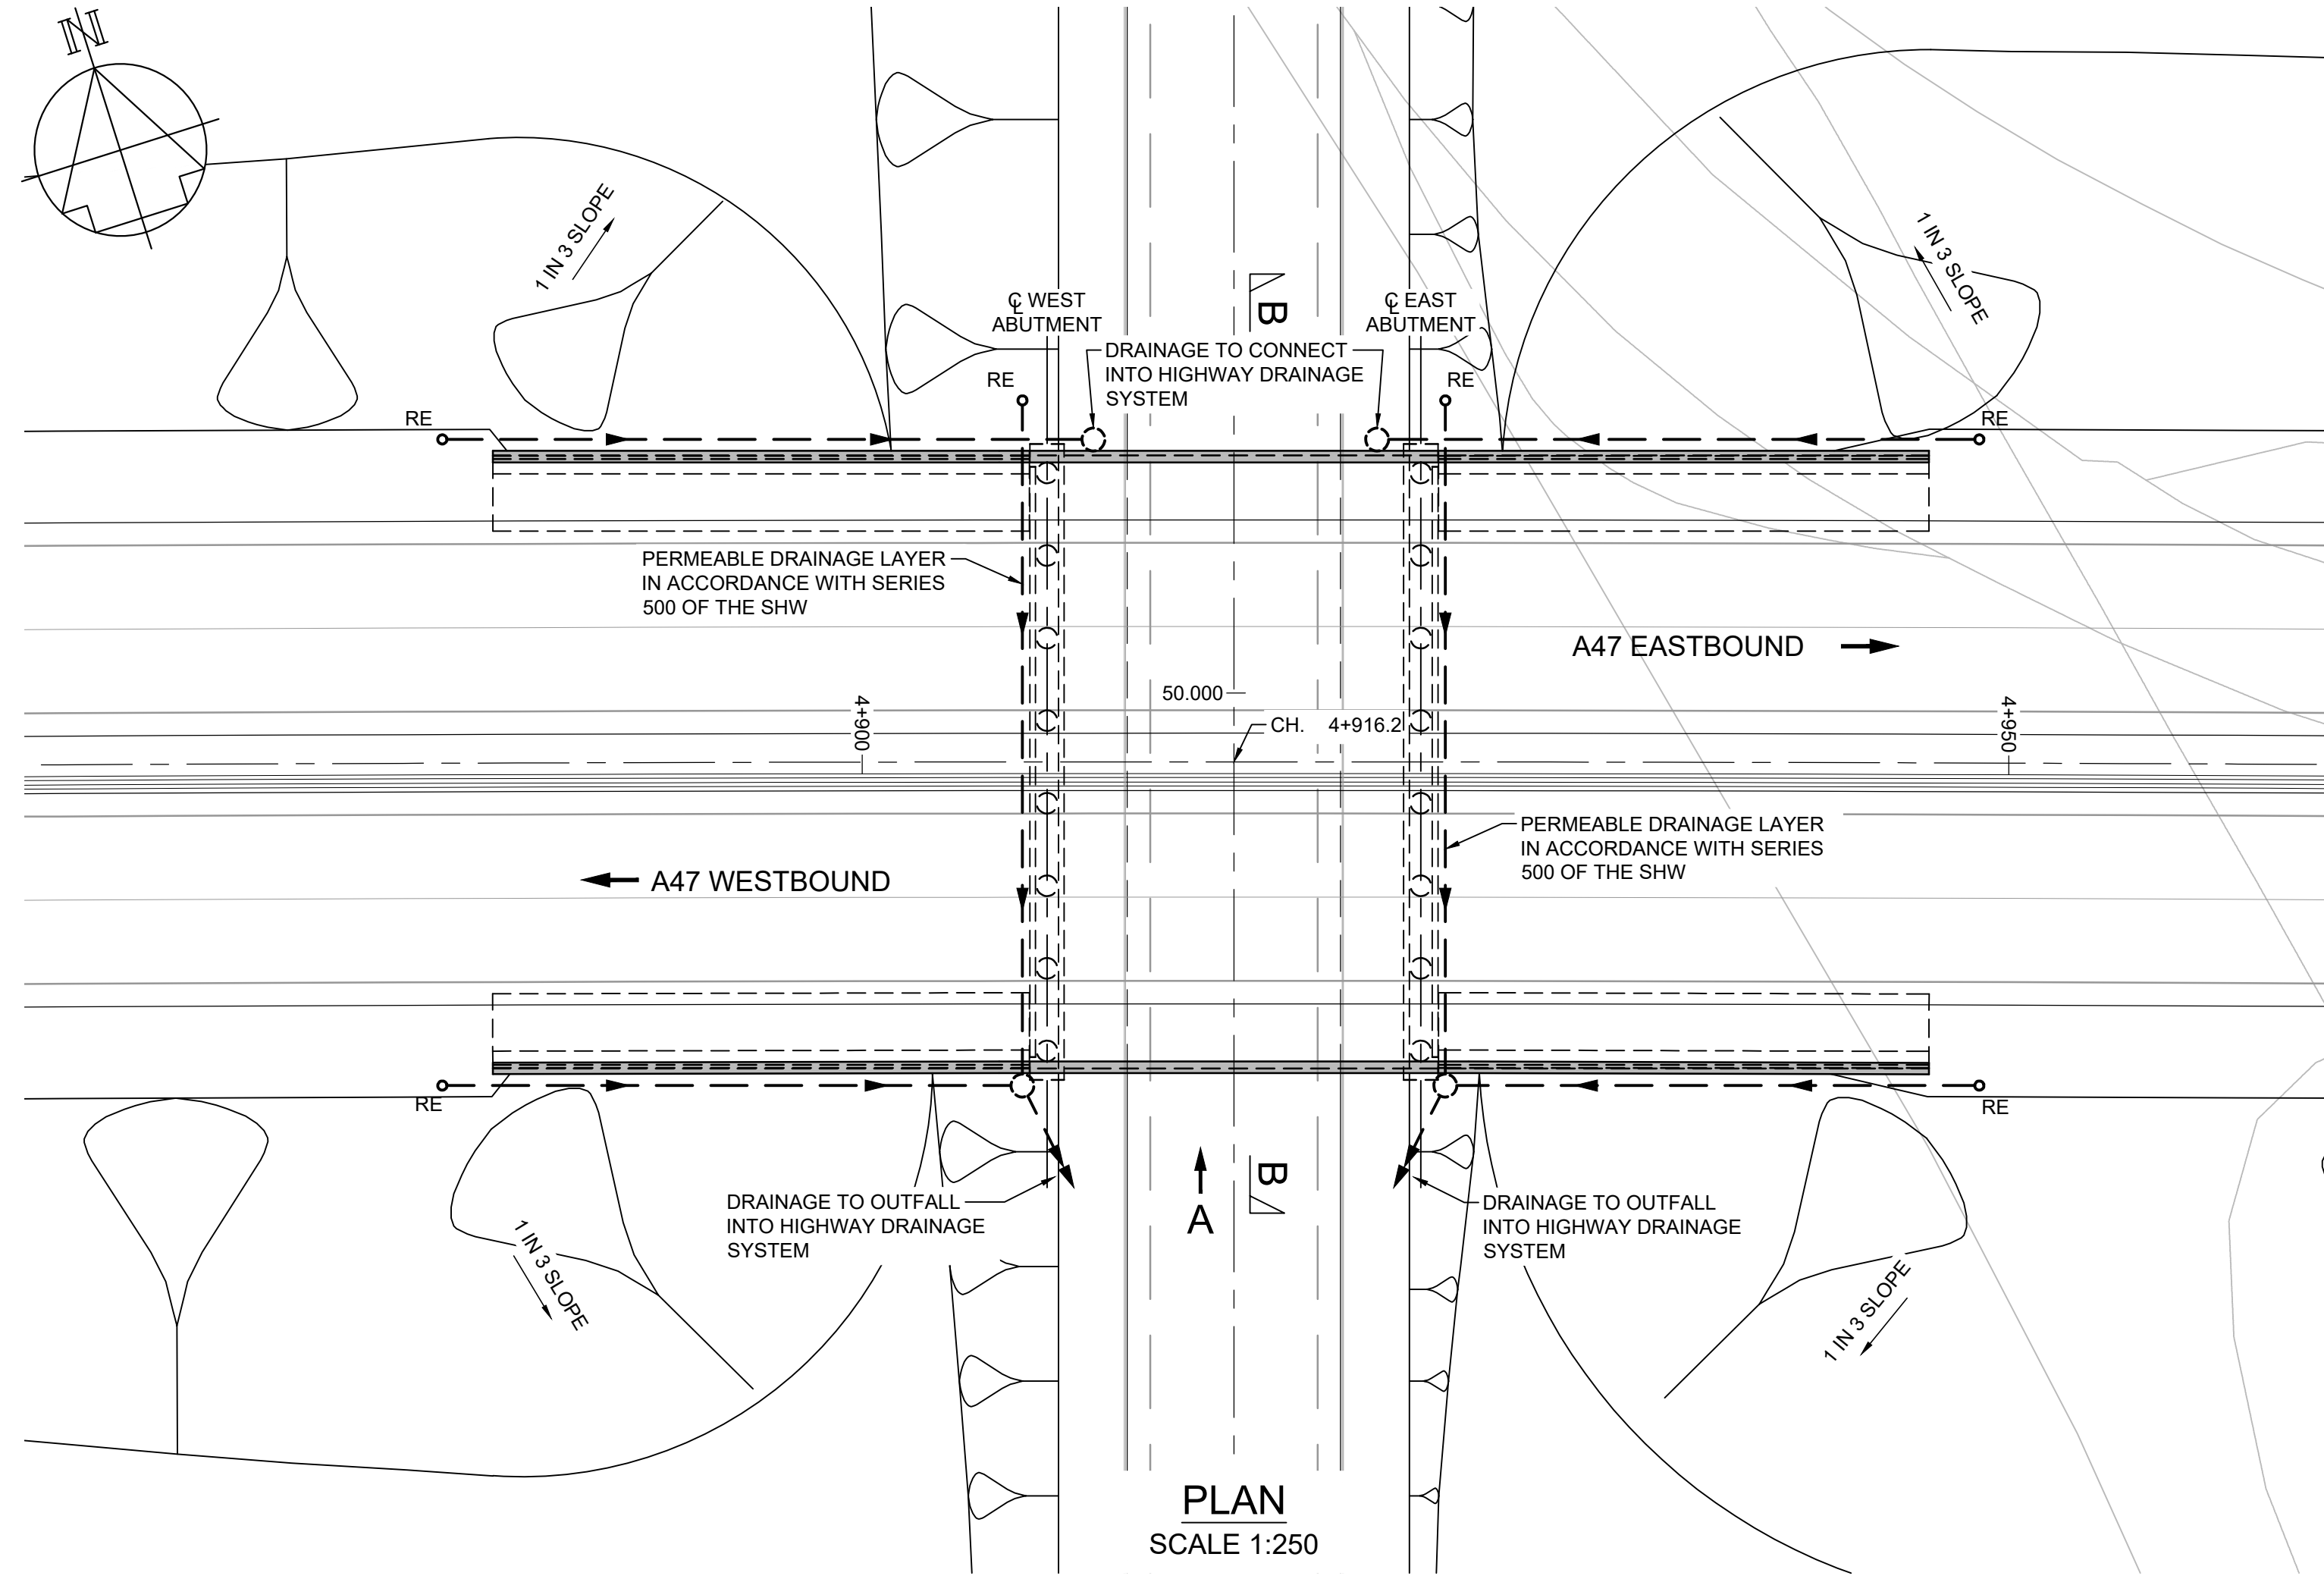 N
1 IN 3 SLOPE
1 IN 3 SLOPE
℄ WEST
ABUTMENT
B
℄ EAST
ABUTMENT
DRAINAGE TO CONNECT
INTO HIGHWAY DRAINAGE
SYSTEM
RE
RE
RE
RE
PERMEABLE DRAINAGE LAYER
IN ACCORDANCE WITH SERIES
500 OF THE SHW
A47 EASTBOUND
50.000
4+900
CH. 4+916.2
4+950
PERMEABLE DRAINAGE LAYER
IN ACCORDANCE WITH SERIES
500 OF THE SHW
A47 WESTBOUND
RE
RE
DRAINAGE TO OUTFALL
INTO HIGHWAY DRAINAGE
SYSTEM
A
B
DRAINAGE TO OUTFALL
INTO HIGHWAY DRAINAGE
SYSTEM
1 IN 3 SLOPE
1 IN 3 SLOPE
PLAN
SCALE 1:250